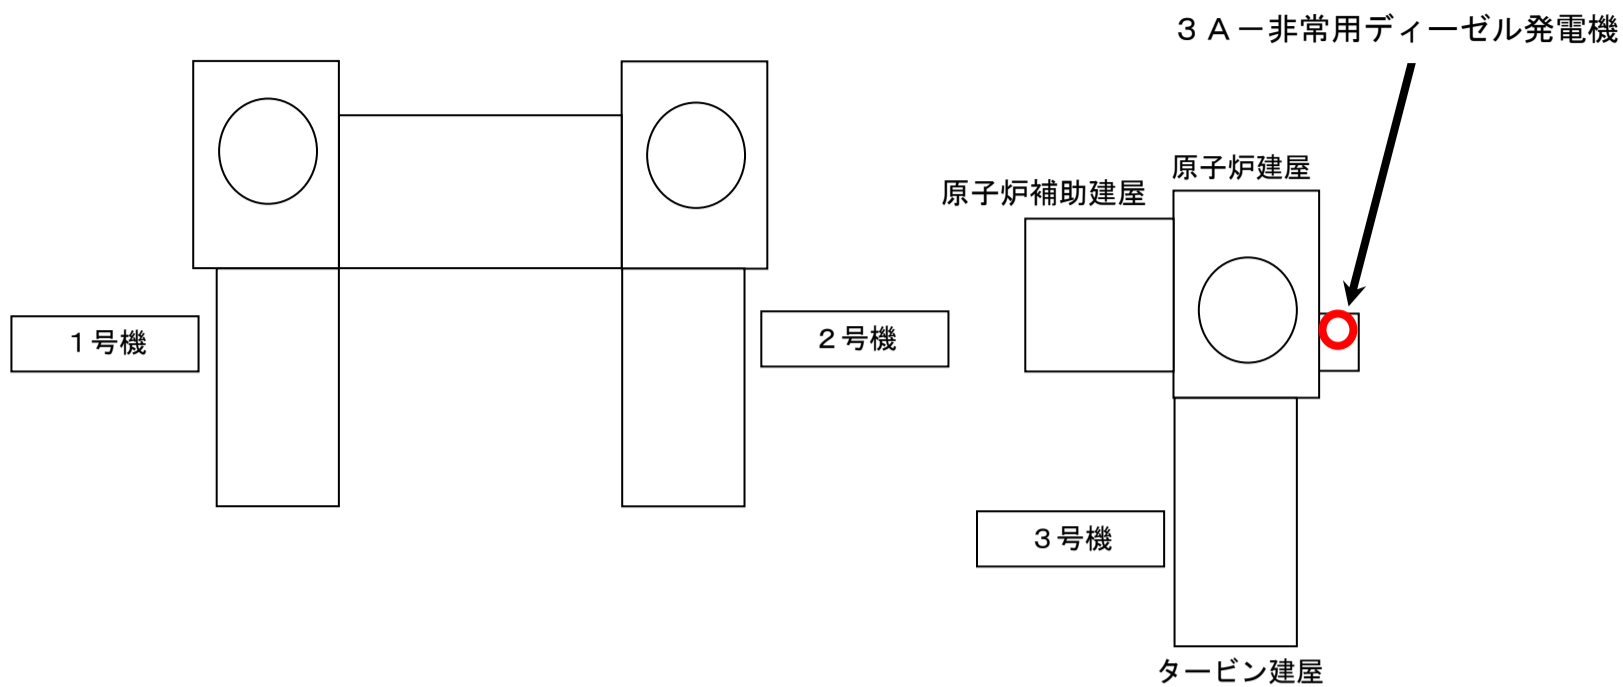 ３Ａ－非常用ディーゼル発電機
原子炉建屋
原子炉補助建屋
１号機
２号機
３号機
タービン建屋